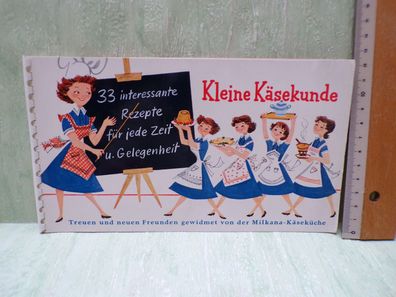 33 interessante
Rezepte
für jede Zeit
u. Gelegenheit
Kleine Käsekunde
Treuen und neuen Freunden gewidmet von der Milkana-Käseküche